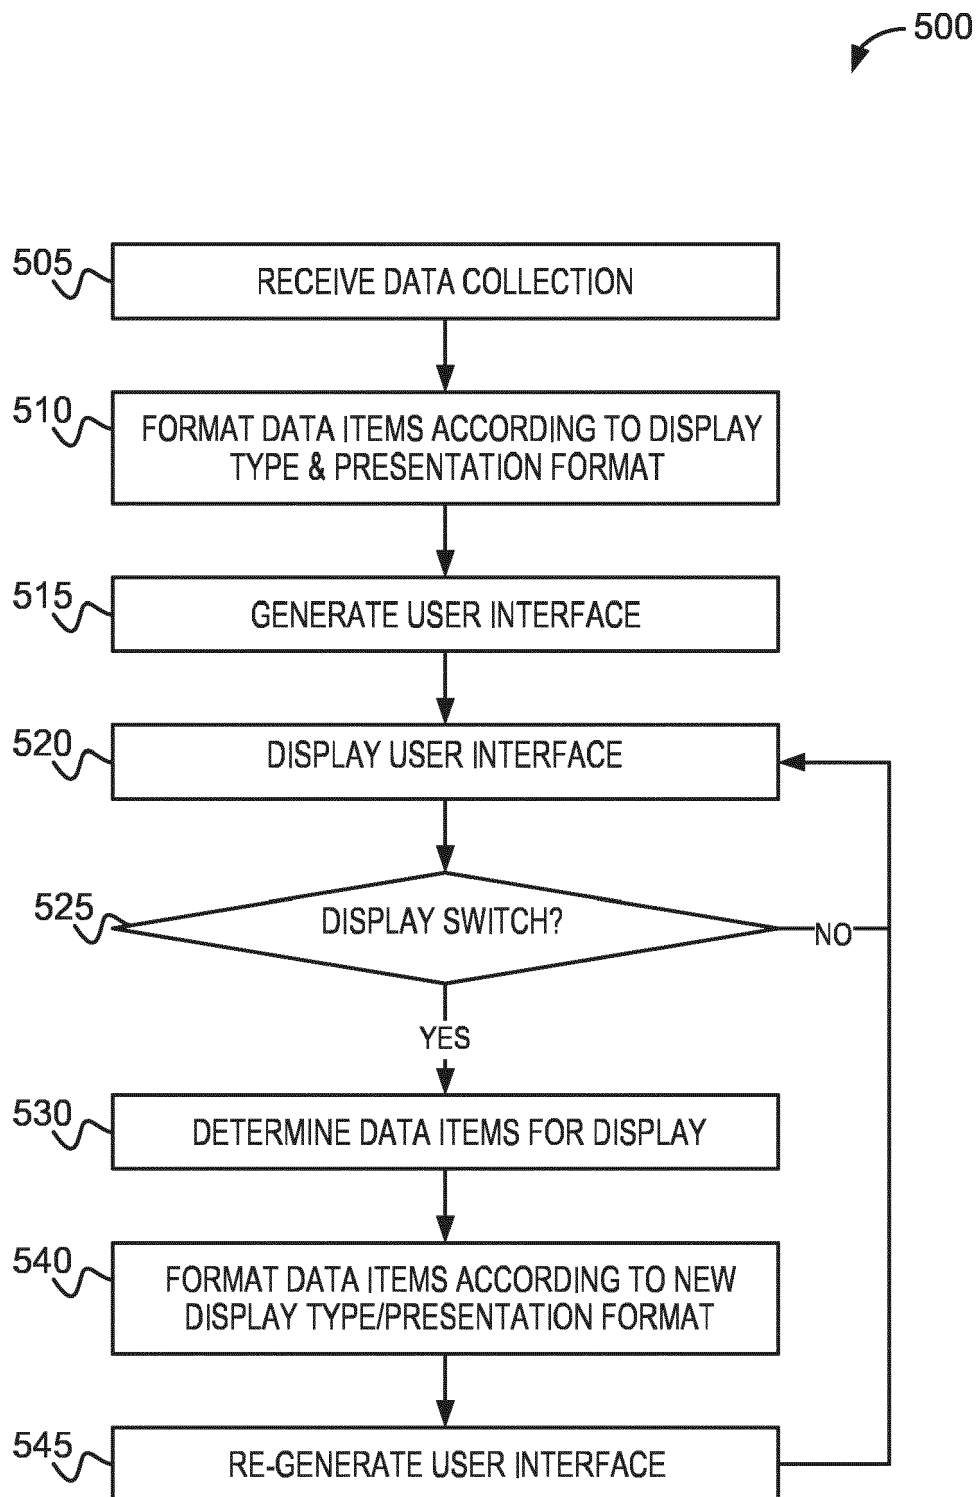 500
505
RECEIVE DATA COLLECTION
510
FORMAT DATA ITEMS ACCORDING TO DISPLAY
TYPE & PRESENTATION FORMAT
515
GENERATE USER INTERFACE
520
DISPLAY USER INTERFACE
525
DISPLAY SWITCH?
NO
YES
530
DETERMINE DATA ITEMS FOR DISPLAY
540
FORMAT DATA ITEMS ACCORDING TO NEW
DISPLAY TYPE/PRESENTATION FORMAT
545
RE-GENERATE USER INTERFACE